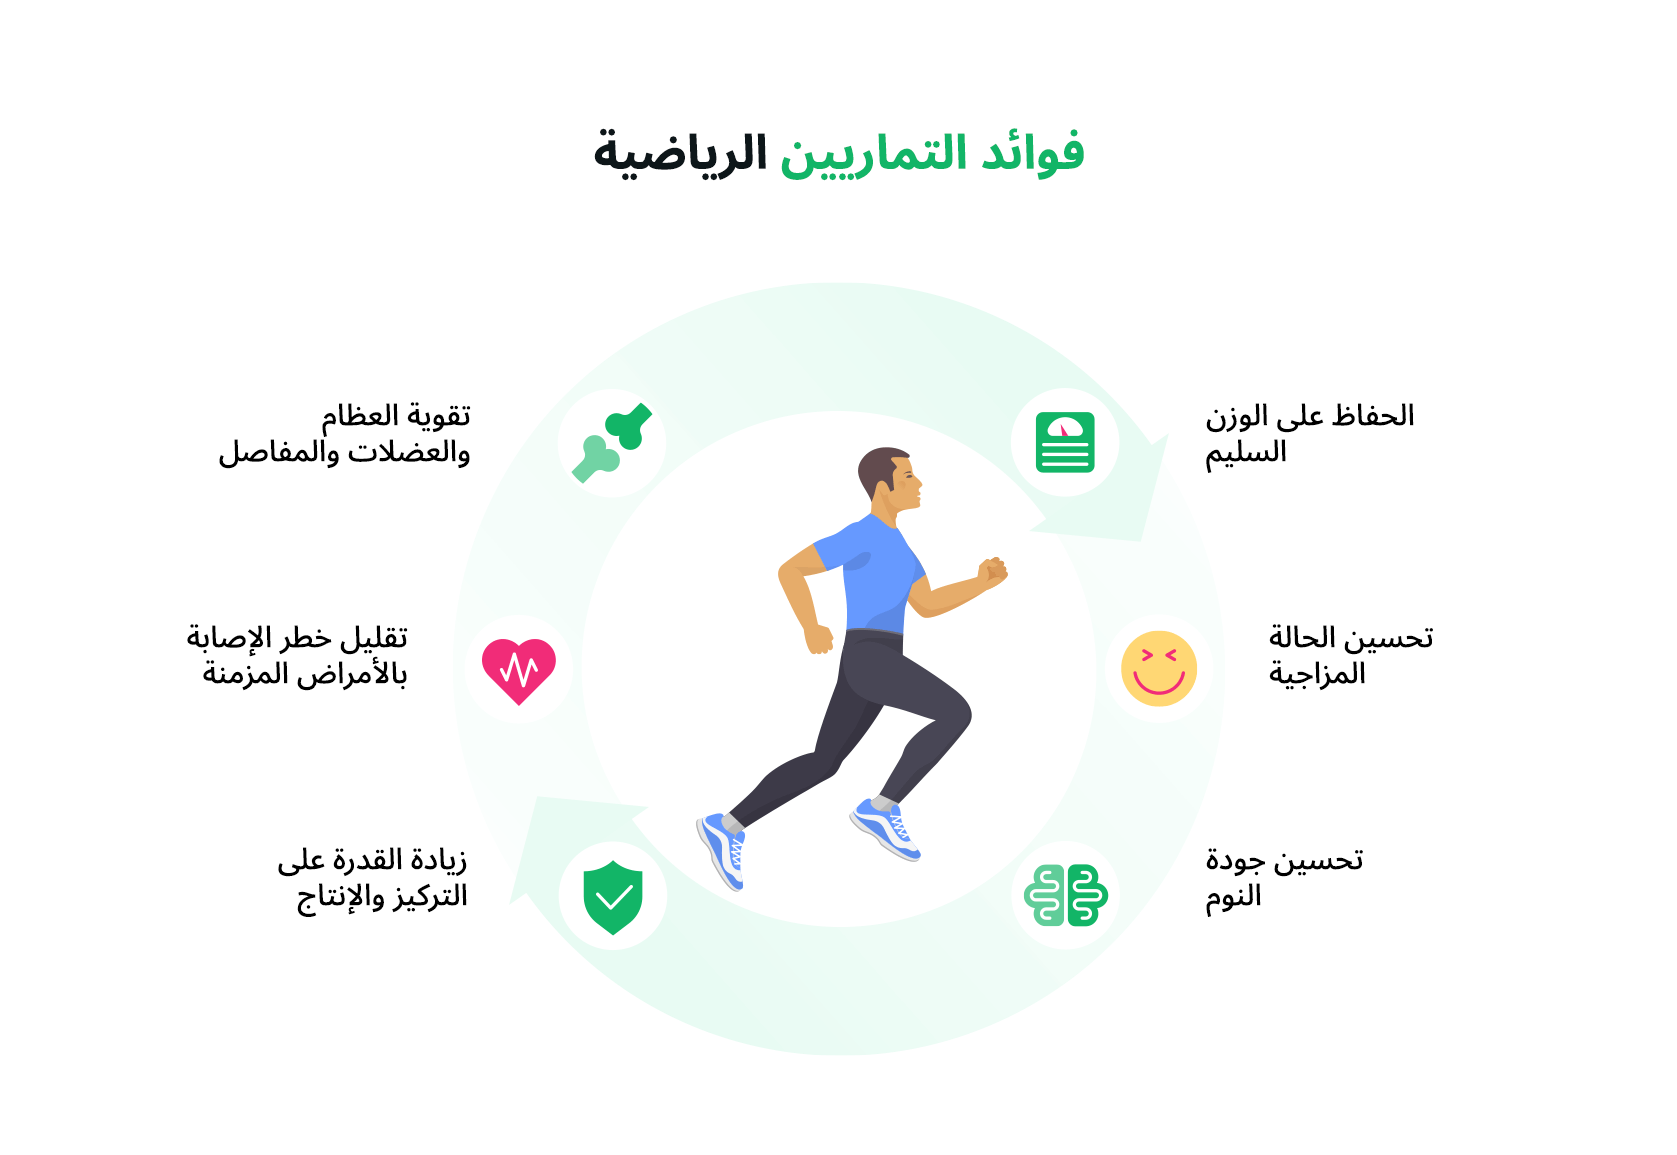 فوائد التماريين الرياضية
الحفاظ على الوزن
السليم
تحسين الحالة
المزاجية
تحسين جودة
النوم
تقوية العظام
والعضلات والمفاصل
تقليل خطر الإصابة
بالأمراض المزمنة
زيادة القدرة على
التركيز والإنتاج